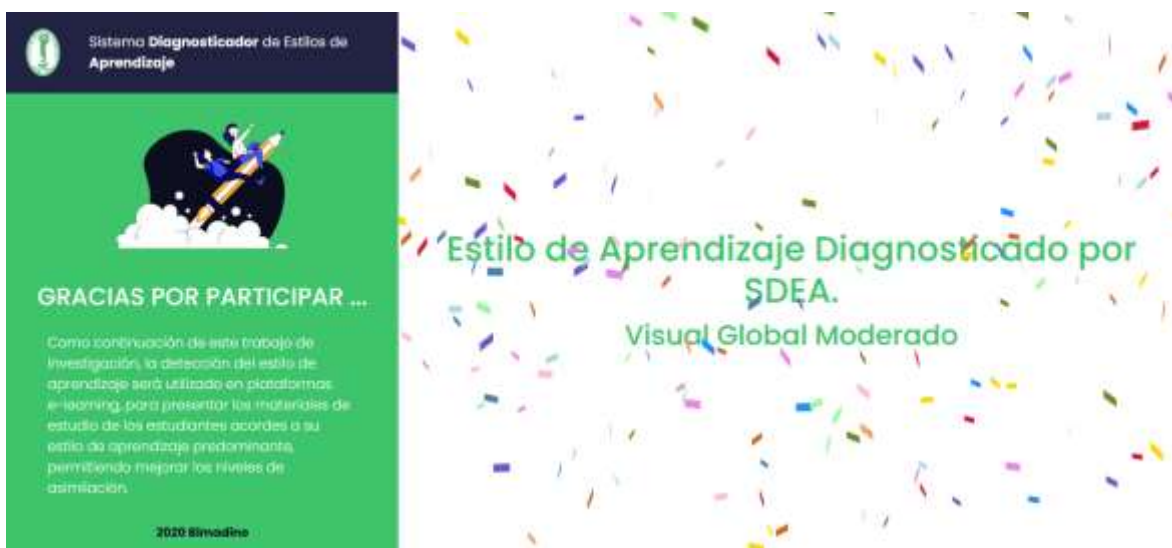 Sistema Diagnosticador de Estilos de
Aprendizaje
GRACIAS POR PARTICIPAR ...
Como continuación de este trabajo de
investigación, la detección del estilo de
aprendizaje será utilizado en plataformas
e-learning, para presentar los materiales de
estudio de los estudiantes acordes a su
estilo de aprendizaje predominante,
permitiendo mejorar los niveles de
asimilación.
2020 Bimadino
Estilo de Aprendizaje Diagnosticado por
SDEA.
Visual Global Moderado